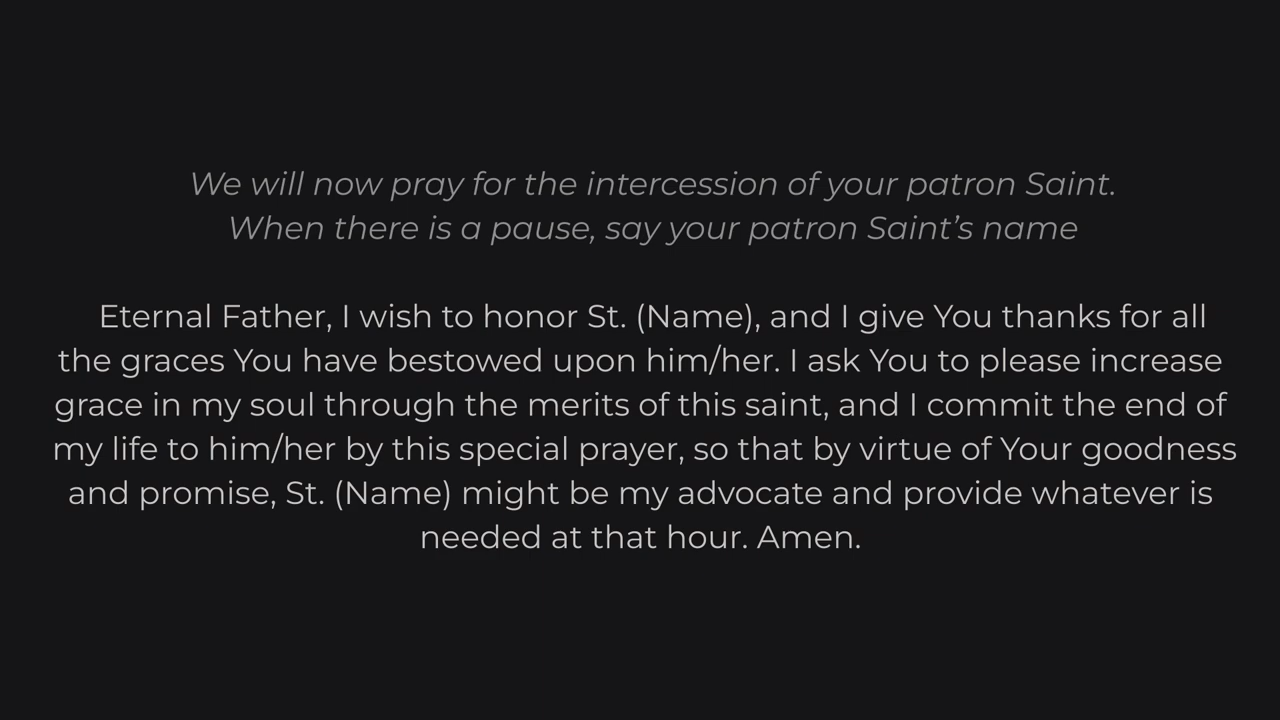 We will now pray for the intercession of your patron Saint.
When there is a pause, say your patron Saint’s name
Eternal Father, I wish to honor St. (Name), and I give You thanks for all
the graces You have bestowed upon him/her. I ask You to please increase
grace in my soul through the merits of this saint, and I commit the end of
my life to him/her by this special prayer, so that by virtue of Your goodness
and promise, St. (Name) might be my advocate and provide whatever is
needed at that hour. Amen.